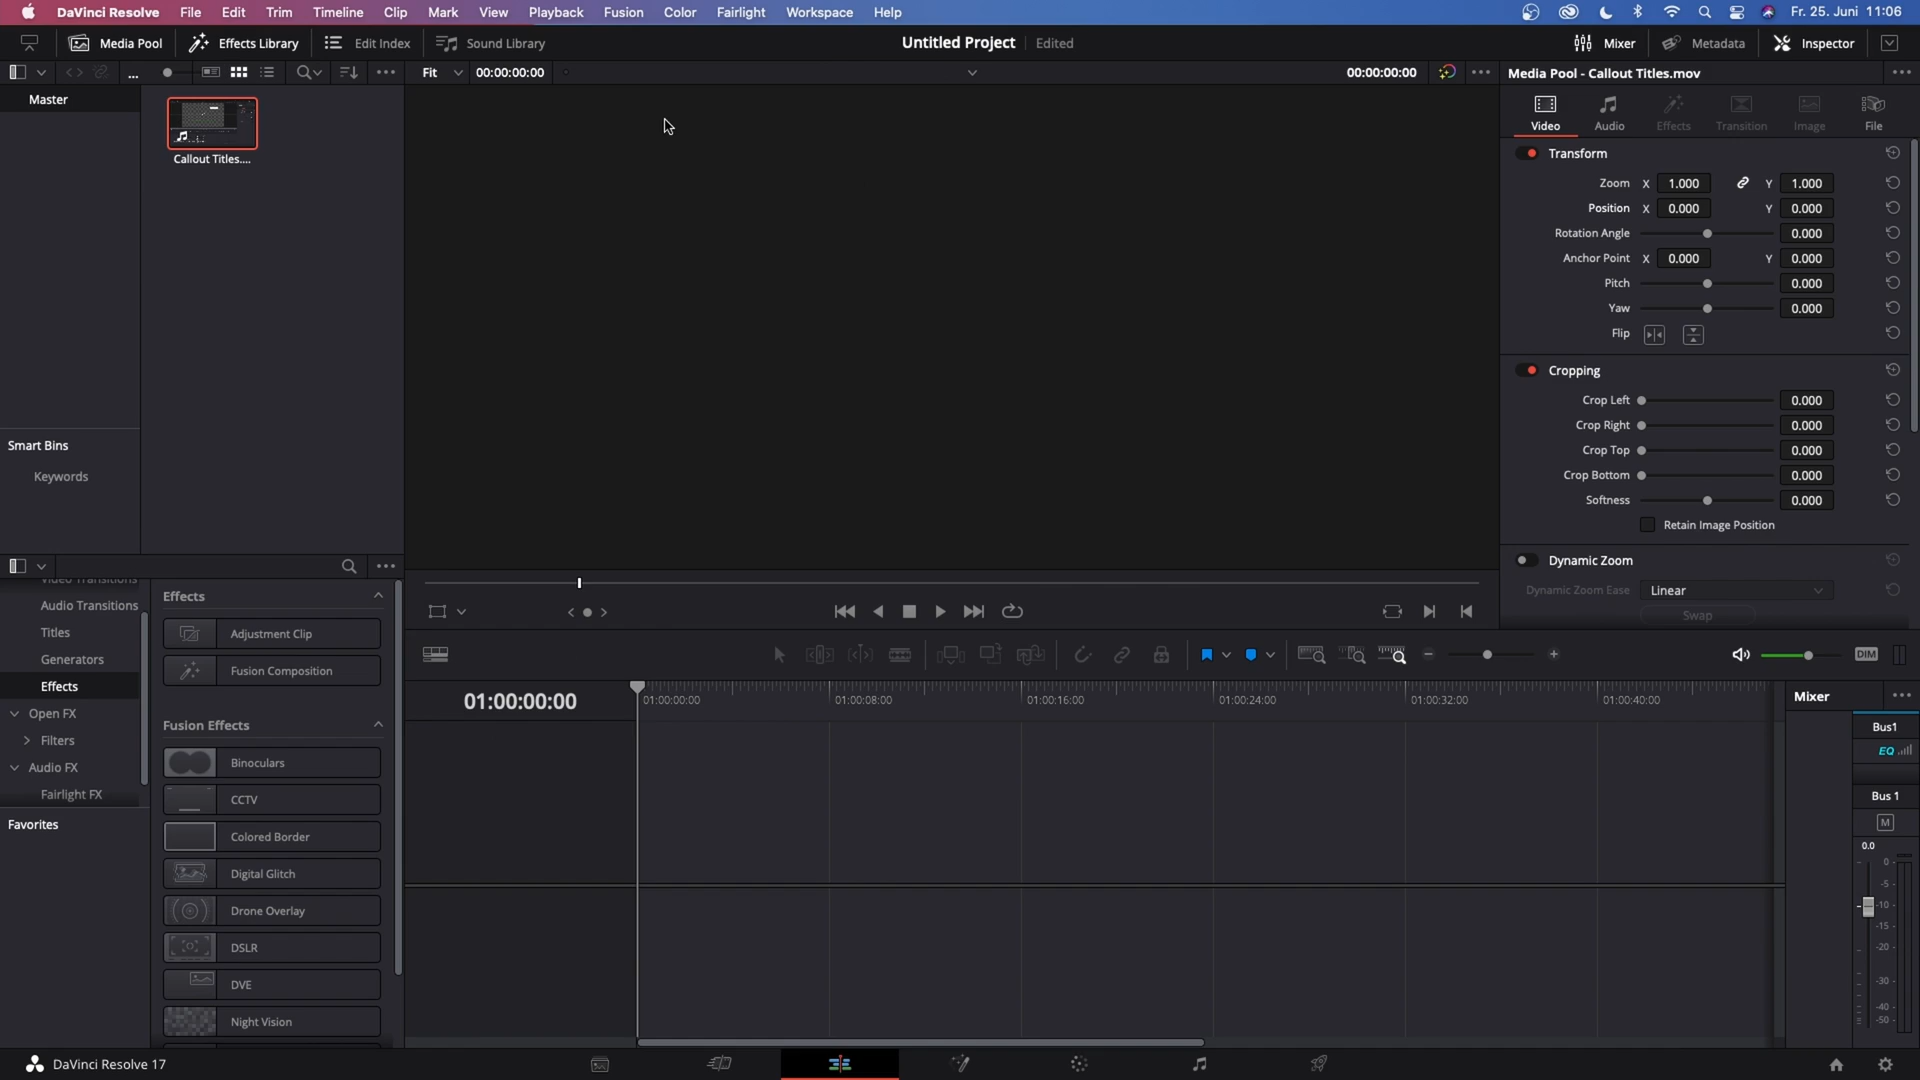 DaVinci Resolve File Edit Trim Timeline Clip Mark View Playback Fusion Color Fairlight Workspace Help Fr. 25. Juni 11:06
Media Pool Effects Library Edit Index Sound Library Untitled Project Edited Mixer Metadata Inspector
... Fit 00:00:00:00 00:00:00:00 Media Pool - Callout Titles.mov
Master
Callout Titles....
Video Audio Effects Transition Image File
Transform
Zoom X 1.000 Y 1.000
Position X 0.000 Y 0.000
Rotation Angle 0.000
Anchor Point X 0.000 Y 0.000
Pitch 0.000
Yaw 0.000
Flip
Cropping
Crop Left 0.000
Crop Right 0.000
Crop Top 0.000
Crop Bottom 0.000
Softness 0.000
Retain Image Position
Dynamic Zoom
Dynamic Zoom Ease Linear
Swap
Smart Bins
Keywords
Video Transitions
Audio Transitions
Titles
Generators
Effects
Open FX
Filters
Audio FX
Fairlight FX
Favorites
Effects
Adjustment Clip
Fusion Composition
Fusion Effects
Binoculars
CCTV
Colored Border
Digital Glitch
Drone Overlay
DSLR
DVE
Night Vision
DIM
01:00:00:00 01:00:00:00 01:00:08:00 01:00:16:00 01:00:24:00 01:00:32:00 01:00:40:00
Mixer
Bus1
EQ
Bus 1
M
0.0
0
-5
-10
-15
-20
-30
-40
-50
DaVinci Resolve 17